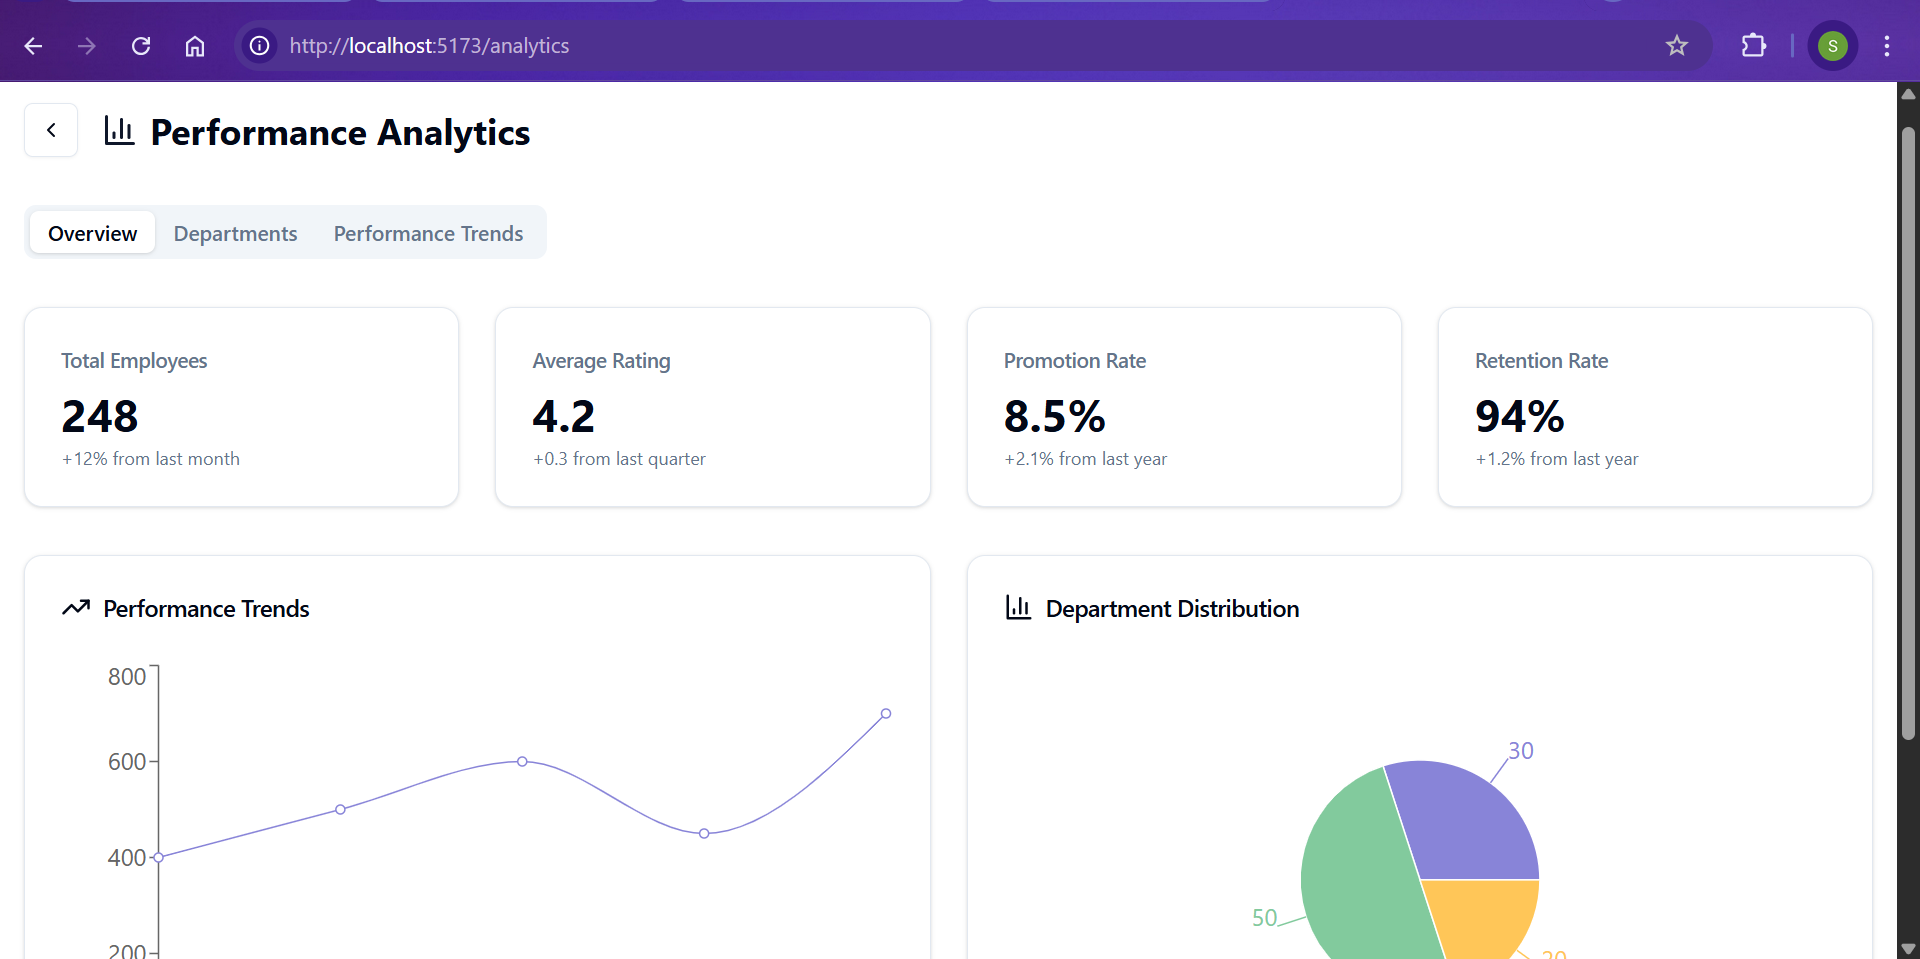 http://localhost:5173/analytics
S
Performance Analytics
Overview Departments Performance Trends
Total Employees
248
+12% from last month
Average Rating
4.2
+0.3 from last quarter
Promotion Rate
8.5%
+2.1% from last year
Retention Rate
94%
+1.2% from last year
Performance Trends
800
600
400
200
Department Distribution
30
50
20